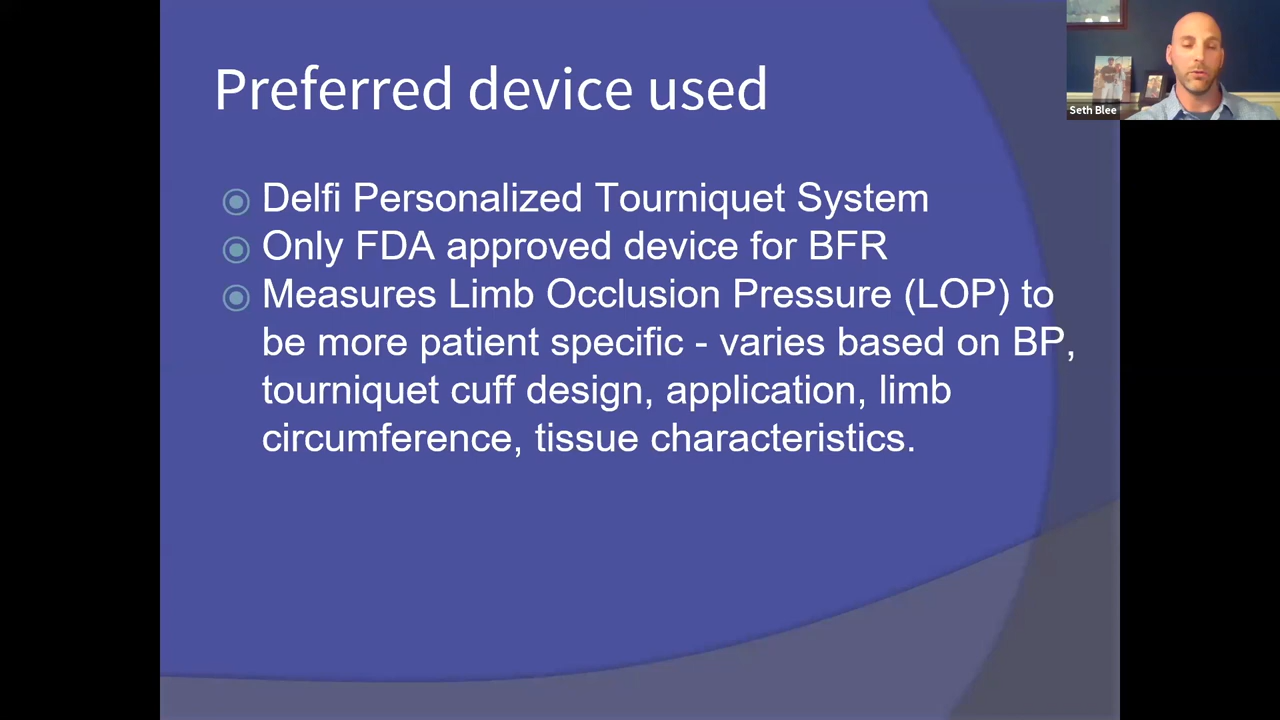 Preferred device used
Seth Blee
Delfi Personalized Tourniquet System
Only FDA approved device for BFR
Measures Limb Occlusion Pressure (LOP) to
be more patient specific - varies based on BP,
tourniquet cuff design, application, limb
circumference, tissue characteristics.